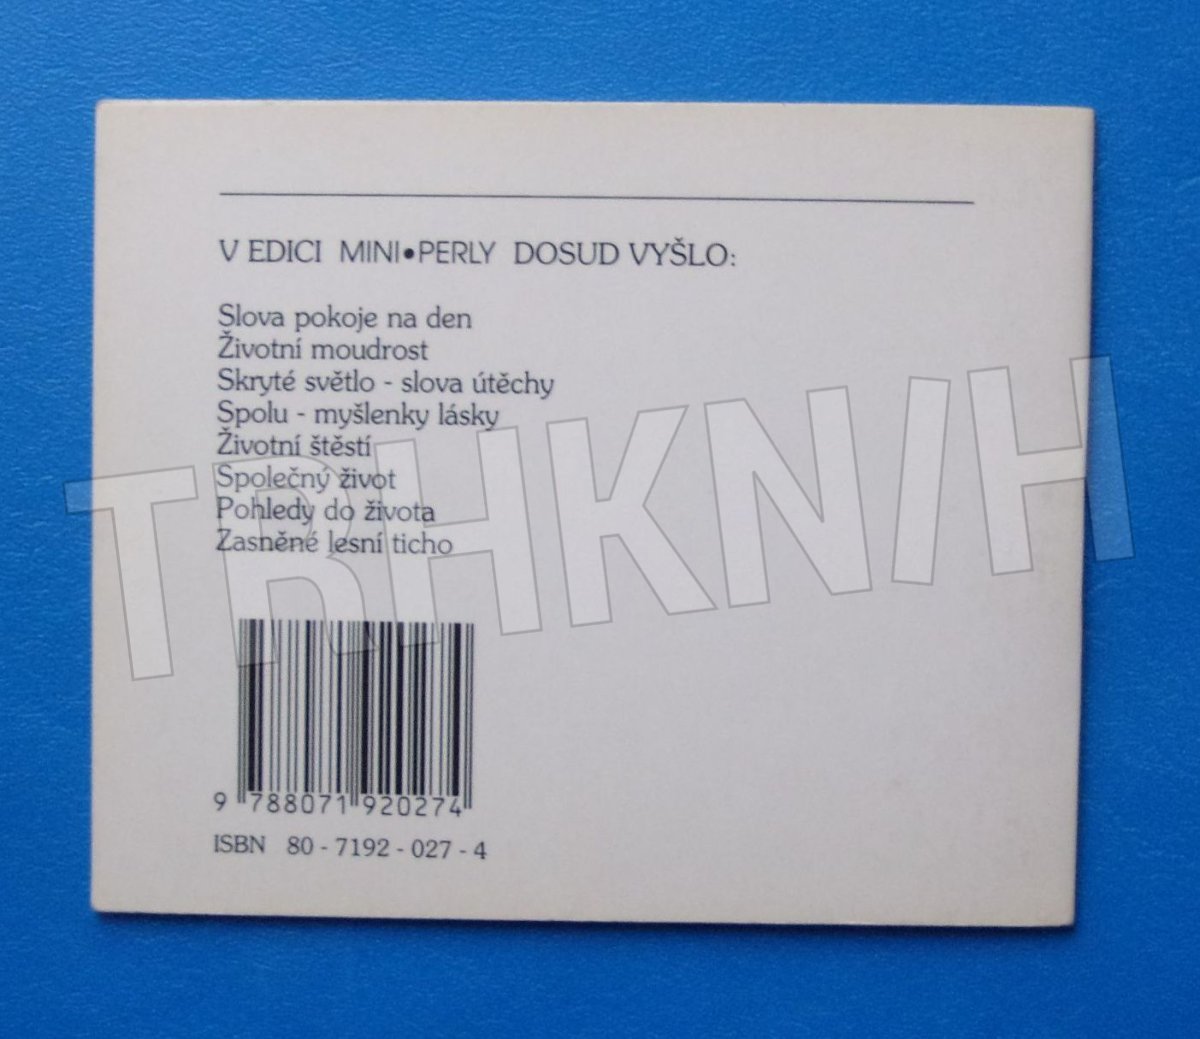 V EDICI MINI•PERLY DOSUD VYŠLO:
Slova pokoje na den
Životní moudrost
Skryté světlo - slova útěchy
Spolu - myšlenky lásky
Životní štěstí
Společný život
Pohledy do života
Zasněné lesní ticho
TRHKNIH
9 788071 920274
ISBN 80 - 7192 - 027 - 4